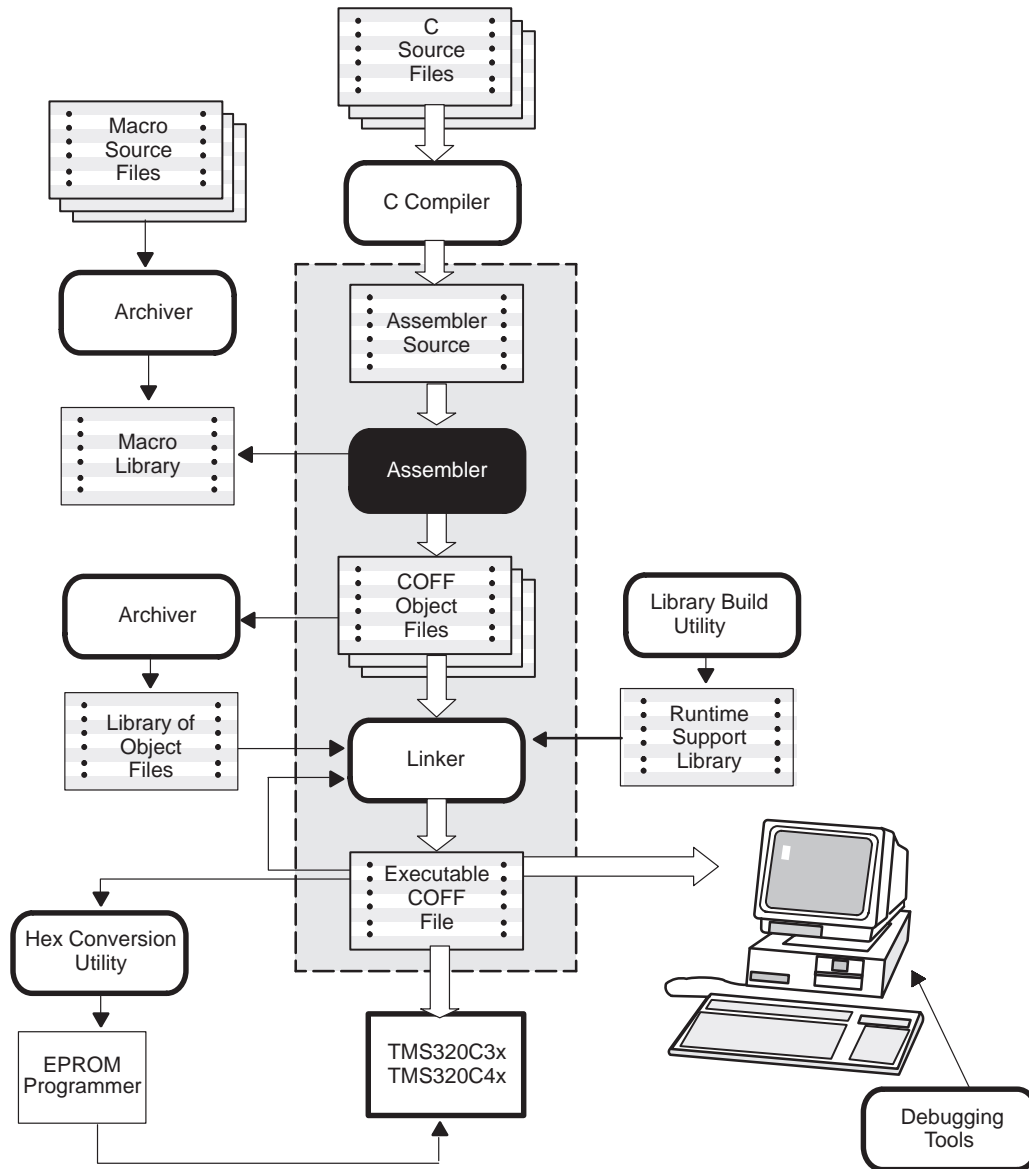 C
Source
Files
Macro
Source
Files
C Compiler
Archiver
Assembler
Source
Macro
Library
Assembler
Archiver
COFF
Object
Files
Library Build
Utility
Library of
Object
Files
Linker
Runtime
Support
Library
Executable
COFF
File
Hex Conversion
Utility
EPROM
Programmer
TMS320C3x
TMS320C4x
Debugging
Tools